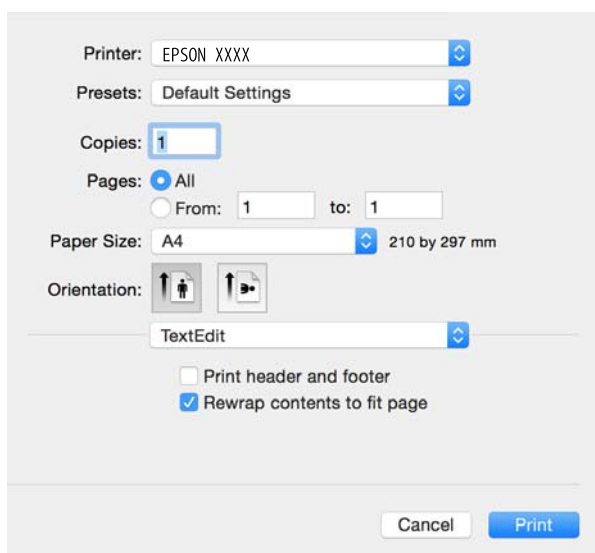 Printer: EPSON XXXX
Presets: Default Settings
Copies: 1
Pages: All
From: 1 to: 1
Paper Size: A4 210 by 297 mm
Orientation:
TextEdit
Print header and footer
Rewrap contents to fit page
Cancel Print